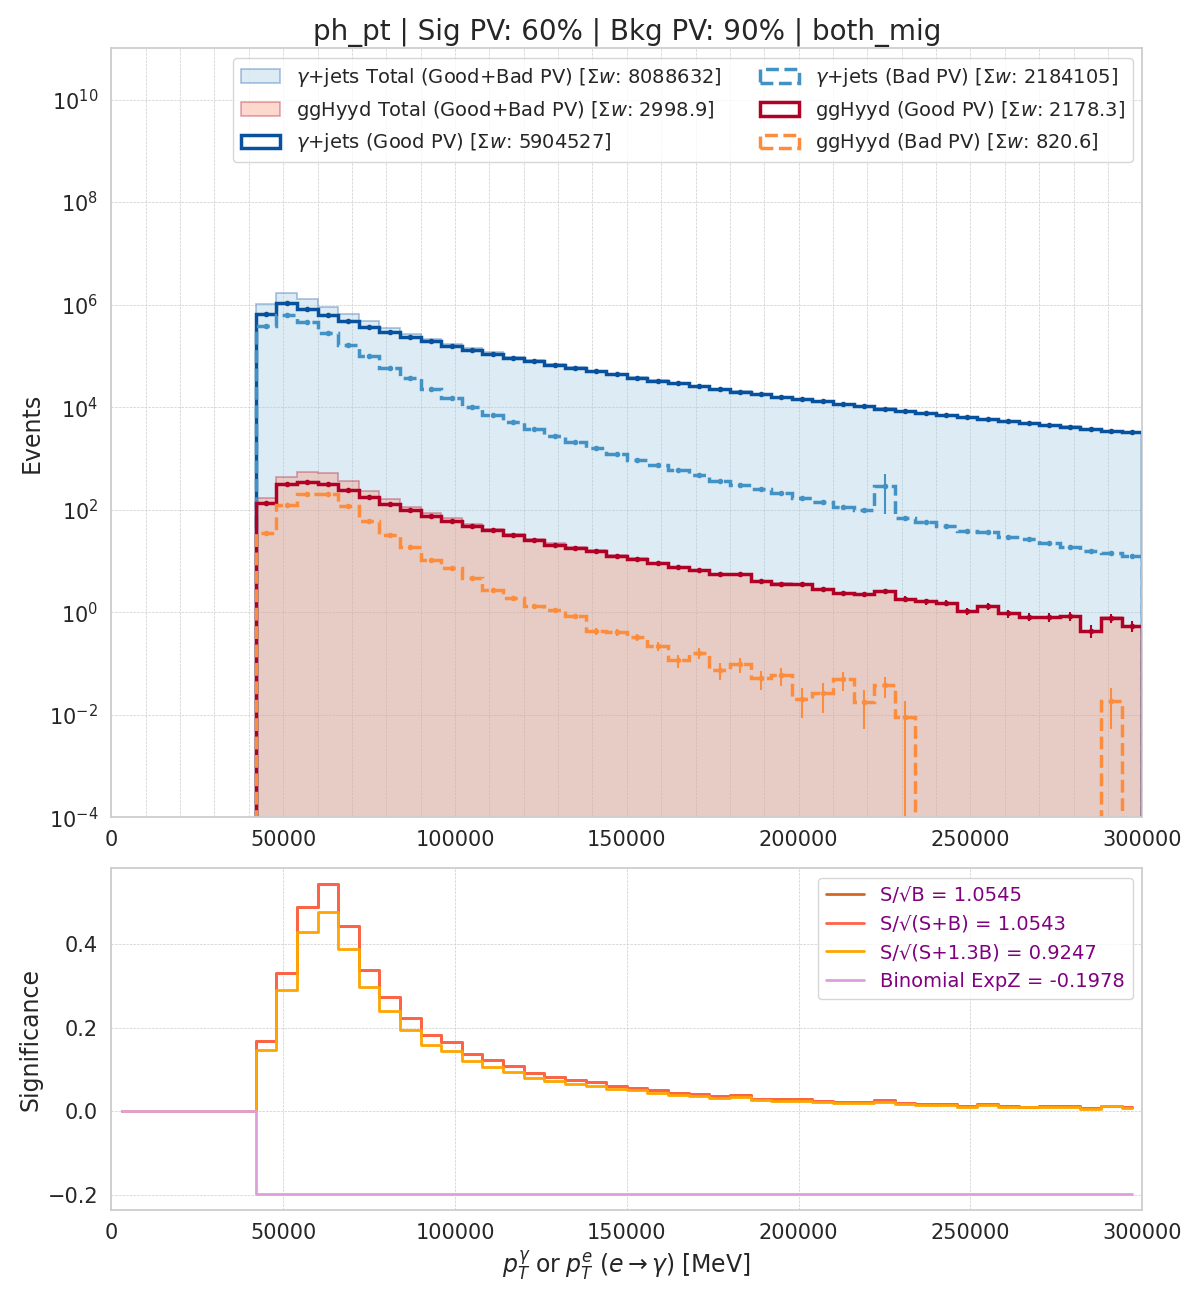 ph_pt | Sig PV: 60% | Bkg PV: 90% | both_mig
γ+jets Total (Good+Bad PV) [Σw: 8088632]
ggHyyd Total (Good+Bad PV) [Σw: 2998.9]
γ+jets (Good PV) [Σw: 5904527]
γ+jets (Bad PV) [Σw: 2184105]
ggHyyd (Good PV) [Σw: 2178.3]
ggHyyd (Bad PV) [Σw: 820.6]
Events
10^10
10^8
10^6
10^4
10^2
10^0
10^−2
10^−4
0 50000 100000 150000 200000 250000 300000
S/√B = 1.0545
S/√(S+B) = 1.0543
S/√(S+1.3B) = 0.9247
Binomial ExpZ = -0.1978
Significance
0.4
0.2
0.0
−0.2
0 50000 100000 150000 200000 250000 300000
p_T^γ or p_T^e (e→γ) [MeV]